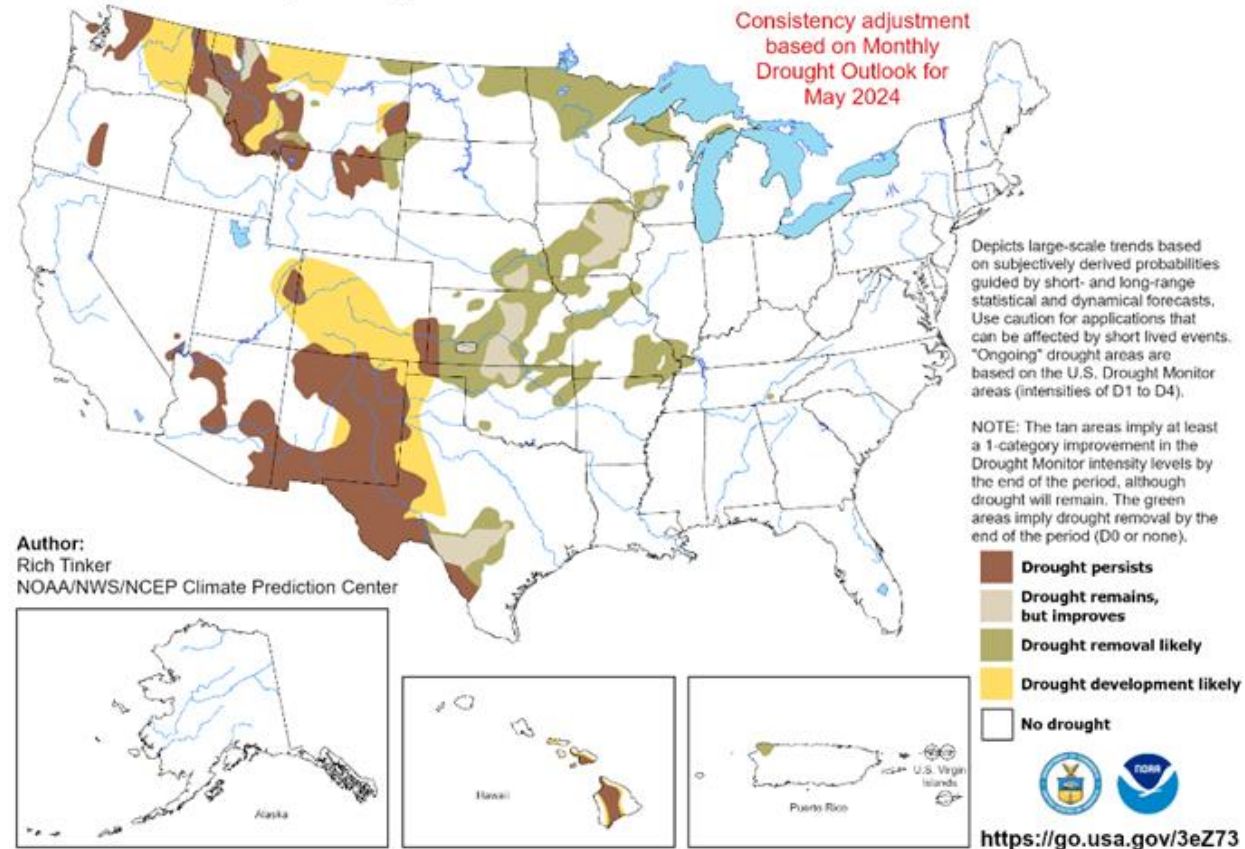 Consistency adjustment
based on Monthly
Drought Outlook for
May 2024
Depicts large-scale trends based
on subjectively derived probabilities
guided by short- and long-range
statistical and dynamical forecasts.
Use caution for applications that
can be affected by short lived events.
"Ongoing" drought areas are
based on the U.S. Drought Monitor
areas (intensities of D1 to D4).
NOTE: The tan areas imply at least
a 1-category improvement in the
Drought Monitor intensity levels by
the end of the period, although
drought will remain. The green
areas imply drought removal by the
end of the period (D0 or none).
Author:
Rich Tinker
NOAA/NWS/NCEP Climate Prediction Center
Drought persists
Drought remains,
but improves
Drought removal likely
Drought development likely
No drought
Alaska
Hawaii
Puerto Rico
U.S. Virgin
Islands
NOAA
https://go.usa.gov/3eZ73